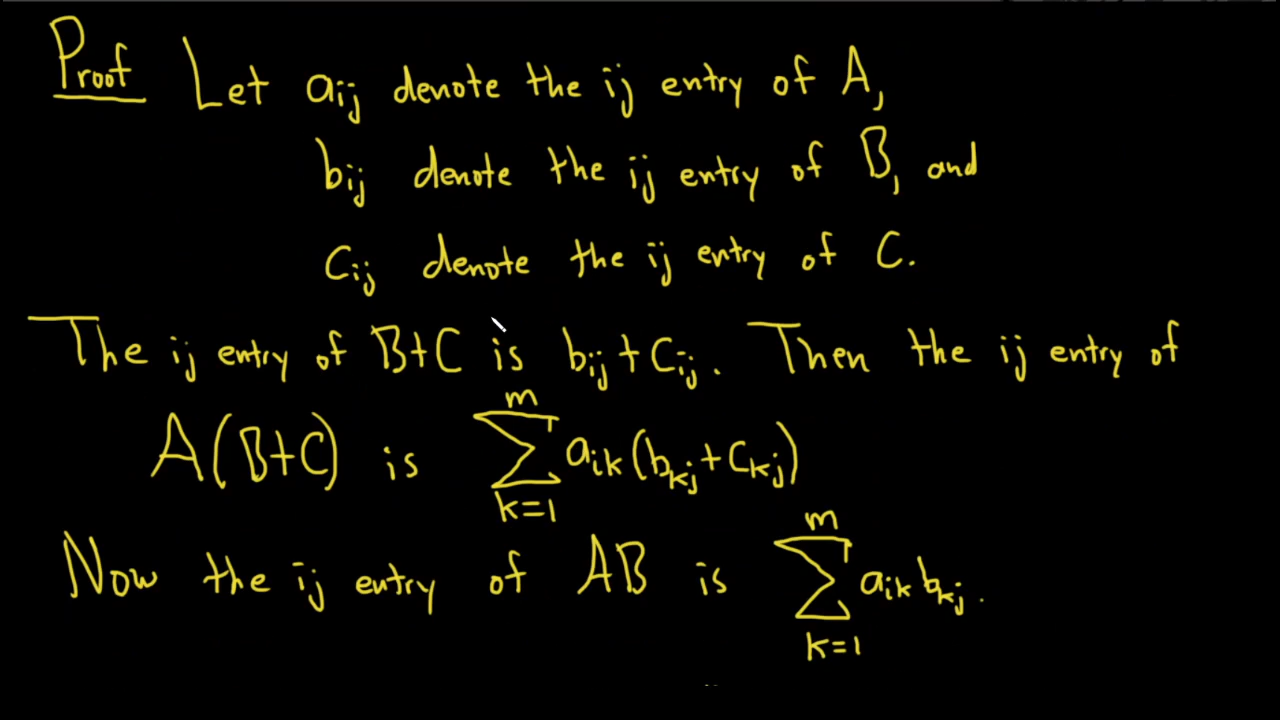 Proof Let aij denote the ij entry of A,
bij denote the ij entry of B, and
Cij denote the ij entry of C.
The ij entry of B+C is bij + Cij. Then the ij entry of
A(B+C) is ∑_{k=1}^{m} aik(bkj + Ckj)
Now the ij entry of AB is ∑_{k=1}^{m} aik bkj.